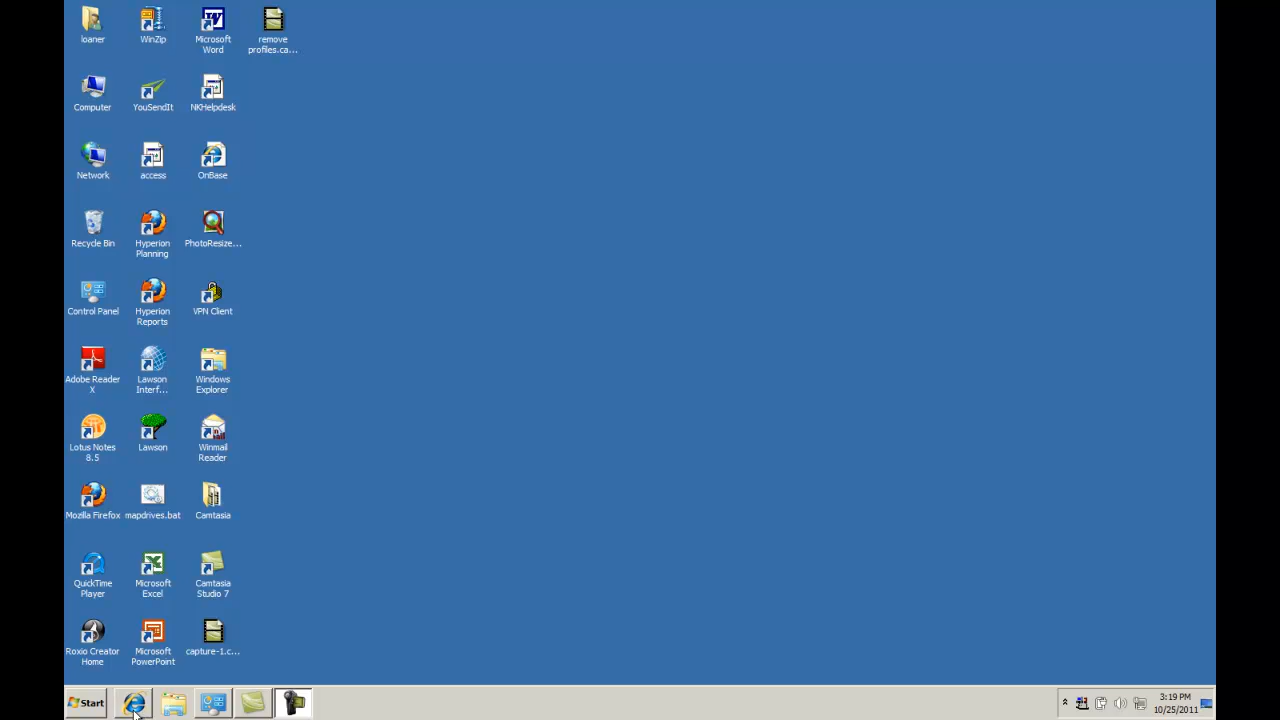 loaner
WinZip
Microsoft
Word
remove
profiles.ca...
Computer
YouSendIt
NKHelpdesk
Network
access
OnBase
Recycle Bin
Hyperion
Planning
PhotoResize...
Control Panel
Hyperion
Reports
VPN Client
Adobe Reader
X
Lawson
Interf...
Windows
Explorer
Lotus Notes
8.5
Lawson
Winmail
Reader
Mozilla Firefox
mapdrives.bat
Camtasia
QuickTime
Player
Microsoft
Excel
Camtasia
Studio 7
Roxio Creator
Home
Microsoft
PowerPoint
capture-1.c...
Start
3:19 PM
10/25/2011